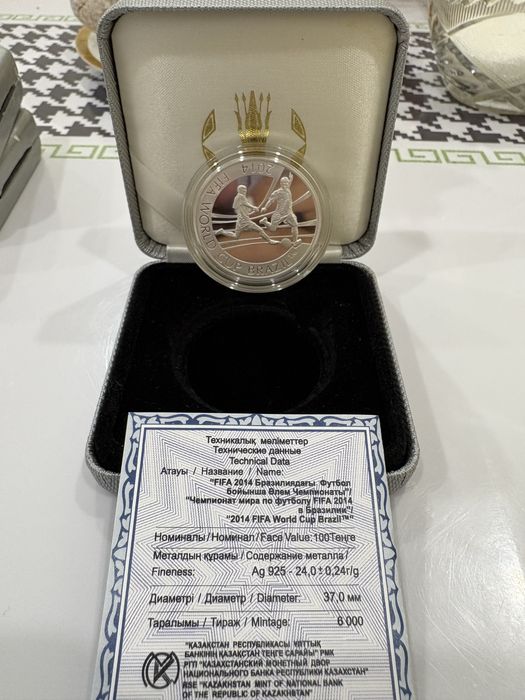 2014 FIFA WORLD CUP BRAZIL
Техникалық мәліметтер
Технические данные
Technical Data
Атауы / Название / Name:
"FIFA 2014 Бразилиядағы Футбол
бойынша Әлем Чемпионаты"/
"Чемпионат мира по футболу FIFA 2014
в Бразилии"/
"2014 FIFA World Cup Brazil™"
Номиналы/Номинал/Face Value:100Теңге
Металдың құрамы/Содержание металла/
Fineness: Ag 925 - 24,0±0,24г/g
Диаметрі / Диаметр / Diameter: 37,0 мм
Таралымы / Тираж / Mintage: 6 000
"ҚАЗАҚСТАН РЕСПУБЛИКАСЫ ҰЛТТЫҚ
БАНКІНІҢ ҚАЗАҚСТАН ТЕҢГЕ САРАЙЫ" РМК
РГП "КАЗАХСТАНСКИЙ МОНЕТНЫЙ ДВОР
НАЦИОНАЛЬНОГО БАНКА РЕСПУБЛИКИ КАЗАХСТАН"
RSE "KAZAKHSTAN MINT OF NATIONAL BANK
OF THE REPUBLIC OF KAZAKHSTAN"